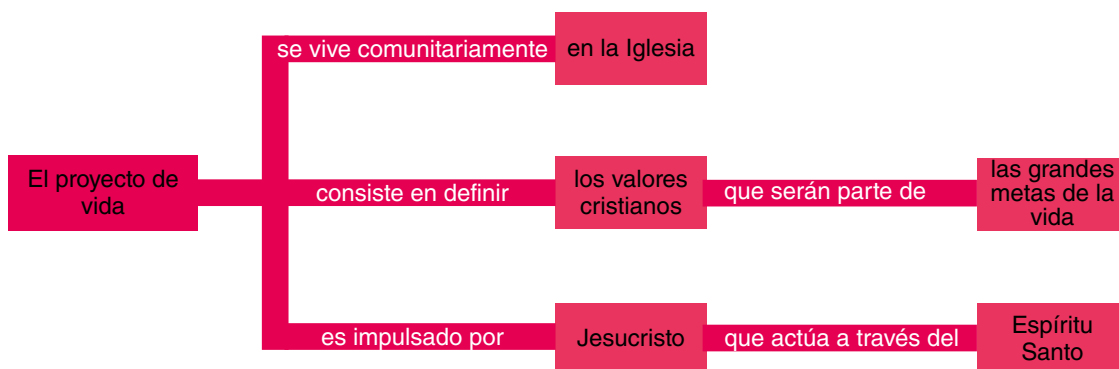 se vive comunitariamente
en la Iglesia
El proyecto de
vida
consiste en definir
los valores
cristianos
que serán parte de
las grandes
metas de la
vida
es impulsado por
Jesucristo
que actúa a través del
Espíritu
Santo